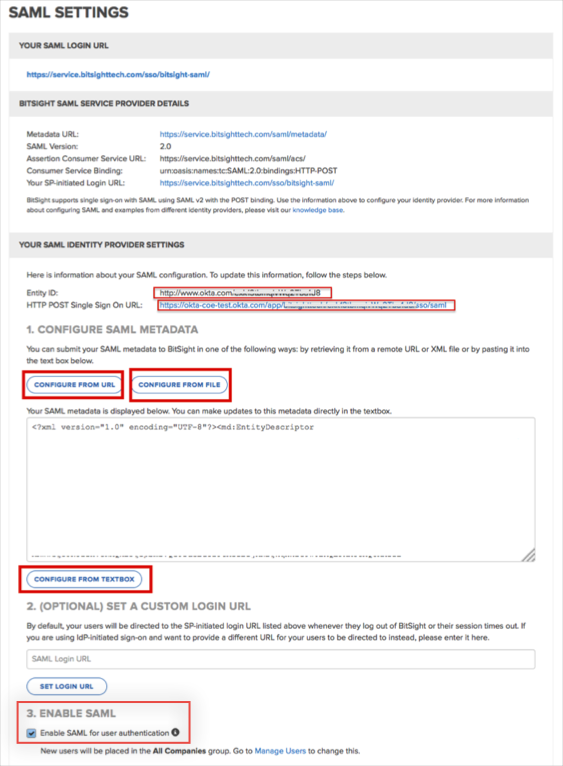 SAML SETTINGS
YOUR SAML LOGIN URL
https://service.bitsighttech.com/sso/bitsight-saml/
BITSIGHT SAML SERVICE PROVIDER DETAILS
Metadata URL: https://service.bitsighttech.com/saml/metadata/
SAML Version: 2.0
Assertion Consumer Service URL: https://service.bitsighttech.com/saml/acs/
Consumer Service Binding: urn:oasis:names:tc:SAML:2.0:bindings:HTTP-POST
Your SP-initiated Login URL: https://service.bitsighttech.com/sso/bitsight-saml/
BitSight supports single sign-on with SAML using SAML v2 with the POST binding. Use the information above to configure your identity provider. For more information
about configuring SAML and examples from different identity providers, please visit our knowledge base.
YOUR SAML IDENTITY PROVIDER SETTINGS
Here is information about your SAML configuration. To update this information, follow the steps below.
Entity ID: http://www.okta.com
HTTP POST Single Sign On URL: https://okta-coe-test.okta.com/app/ sso/saml
1. CONFIGURE SAML METADATA
You can submit your SAML metadata to BitSight in one of the following ways: by retrieving it from a remote URL or XML file or by pasting it into
the text box below.
CONFIGURE FROM URL CONFIGURE FROM FILE
Your SAML metadata is displayed below. You can make updates to this metadata directly in the textbox.
<?xml version="1.0" encoding="UTF-8"?><md:EntityDescriptor
CONFIGURE FROM TEXTBOX
2. (OPTIONAL) SET A CUSTOM LOGIN URL
By default, your users will be directed to the SP-initiated login URL listed above whenever they log out of BitSight or their session times out. If
you are using IdP-initiated sign-on and want to provide a different URL for your users to be directed to instead, please enter it here.
SAML Login URL
SET LOGIN URL
3. ENABLE SAML
Enable SAML for user authentication
New users will be placed in the All Companies group. Go to Manage Users to change this.